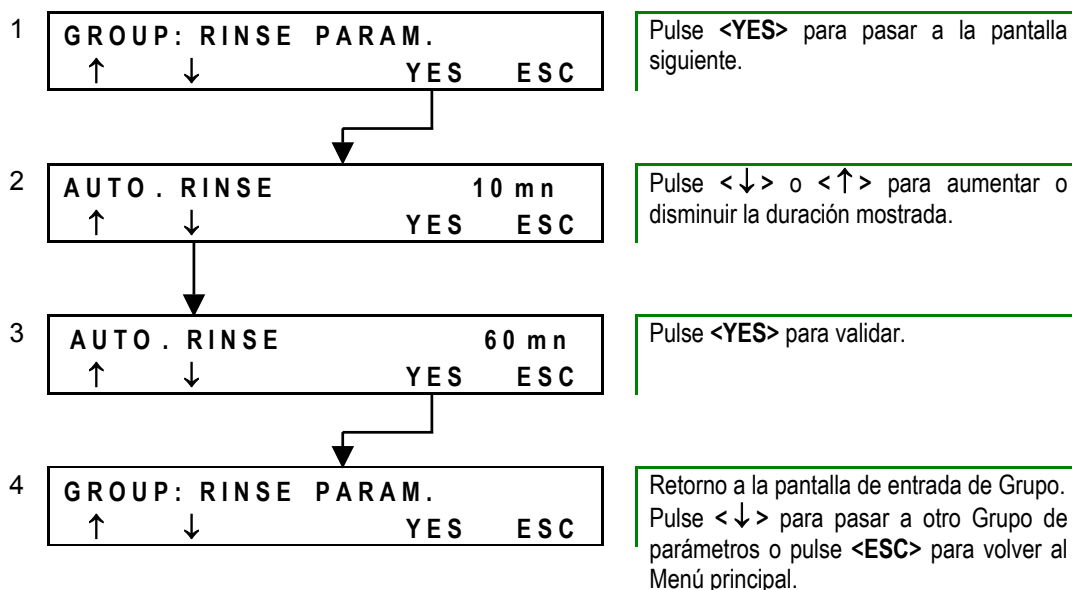 1
GROUP: RINSE PARAM.
↑ ↓ YES ESC
Pulse <YES> para pasar a la pantalla
siguiente.
2
AUTO. RINSE 10 mn
↑ ↓ YES ESC
Pulse <↓> o <↑> para aumentar o
disminuir la duración mostrada.
3
AUTO. RINSE 60 mn
↑ ↓ YES ESC
Pulse <YES> para validar.
4
GROUP: RINSE PARAM.
↑ ↓ YES ESC
Retorno a la pantalla de entrada de Grupo.
Pulse <↓> para pasar a otro Grupo de
parámetros o pulse <ESC> para volver al
Menú principal.